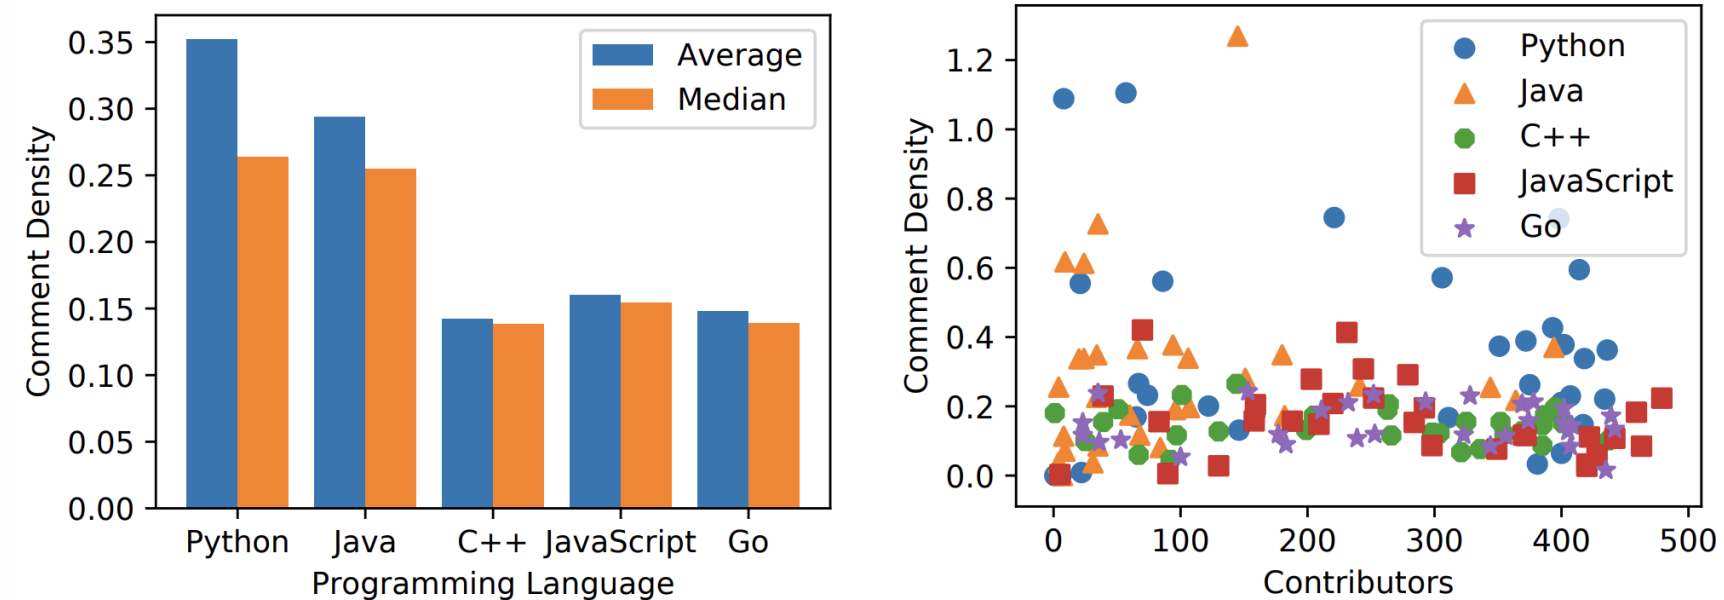 0.35
0.30
0.25
0.20
0.15
0.10
0.05
0.00
Comment Density
Average
Median
Python Java C++ JavaScript Go
Programming Language
1.2
1.0
0.8
0.6
0.4
0.2
0.0
Comment Density
Python
Java
C++
JavaScript
Go
0 100 200 300 400 500
Contributors